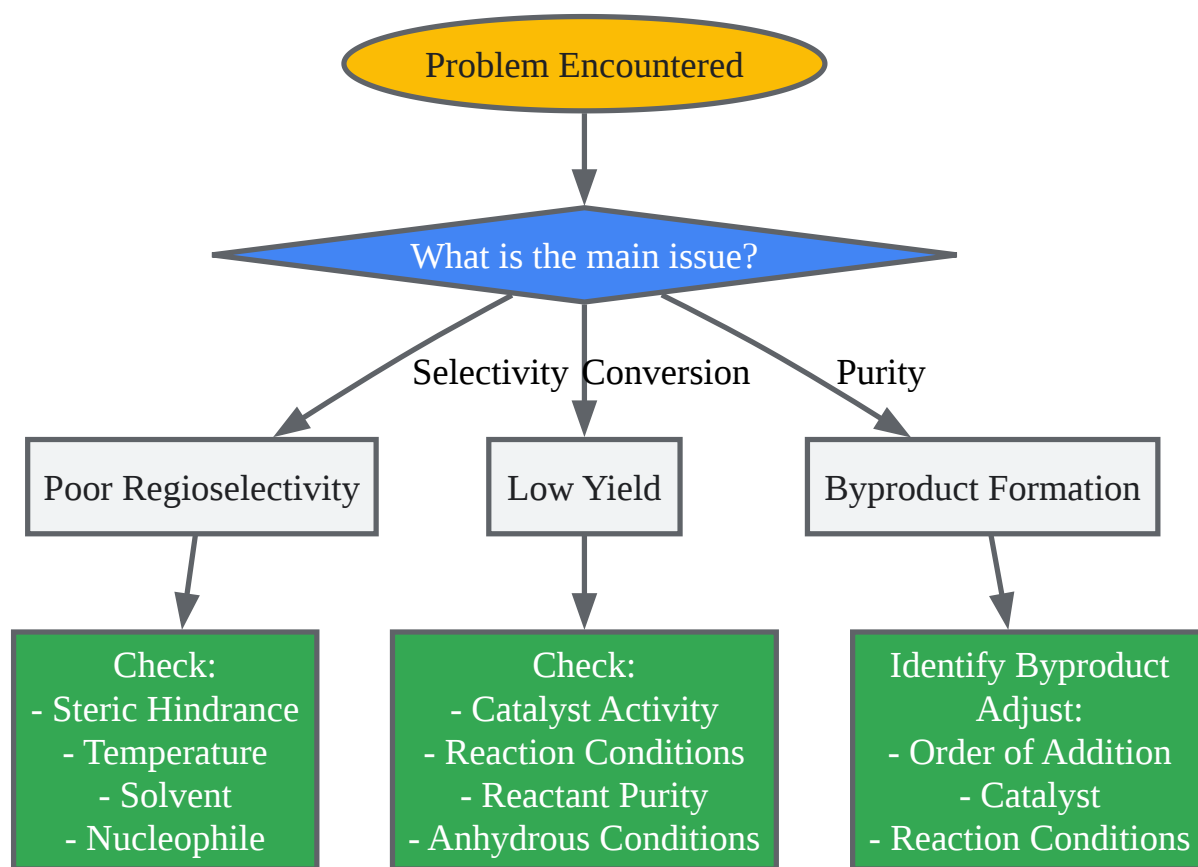 Problem Encountered
What is the main issue?
Selectivity
Conversion
Purity
Poor Regioselectivity
Low Yield
Byproduct Formation
Check:
- Steric Hindrance
- Temperature
- Solvent
- Nucleophile
Check:
- Catalyst Activity
- Reaction Conditions
- Reactant Purity
- Anhydrous Conditions
Identify Byproduct
Adjust:
- Order of Addition
- Catalyst
- Reaction Conditions